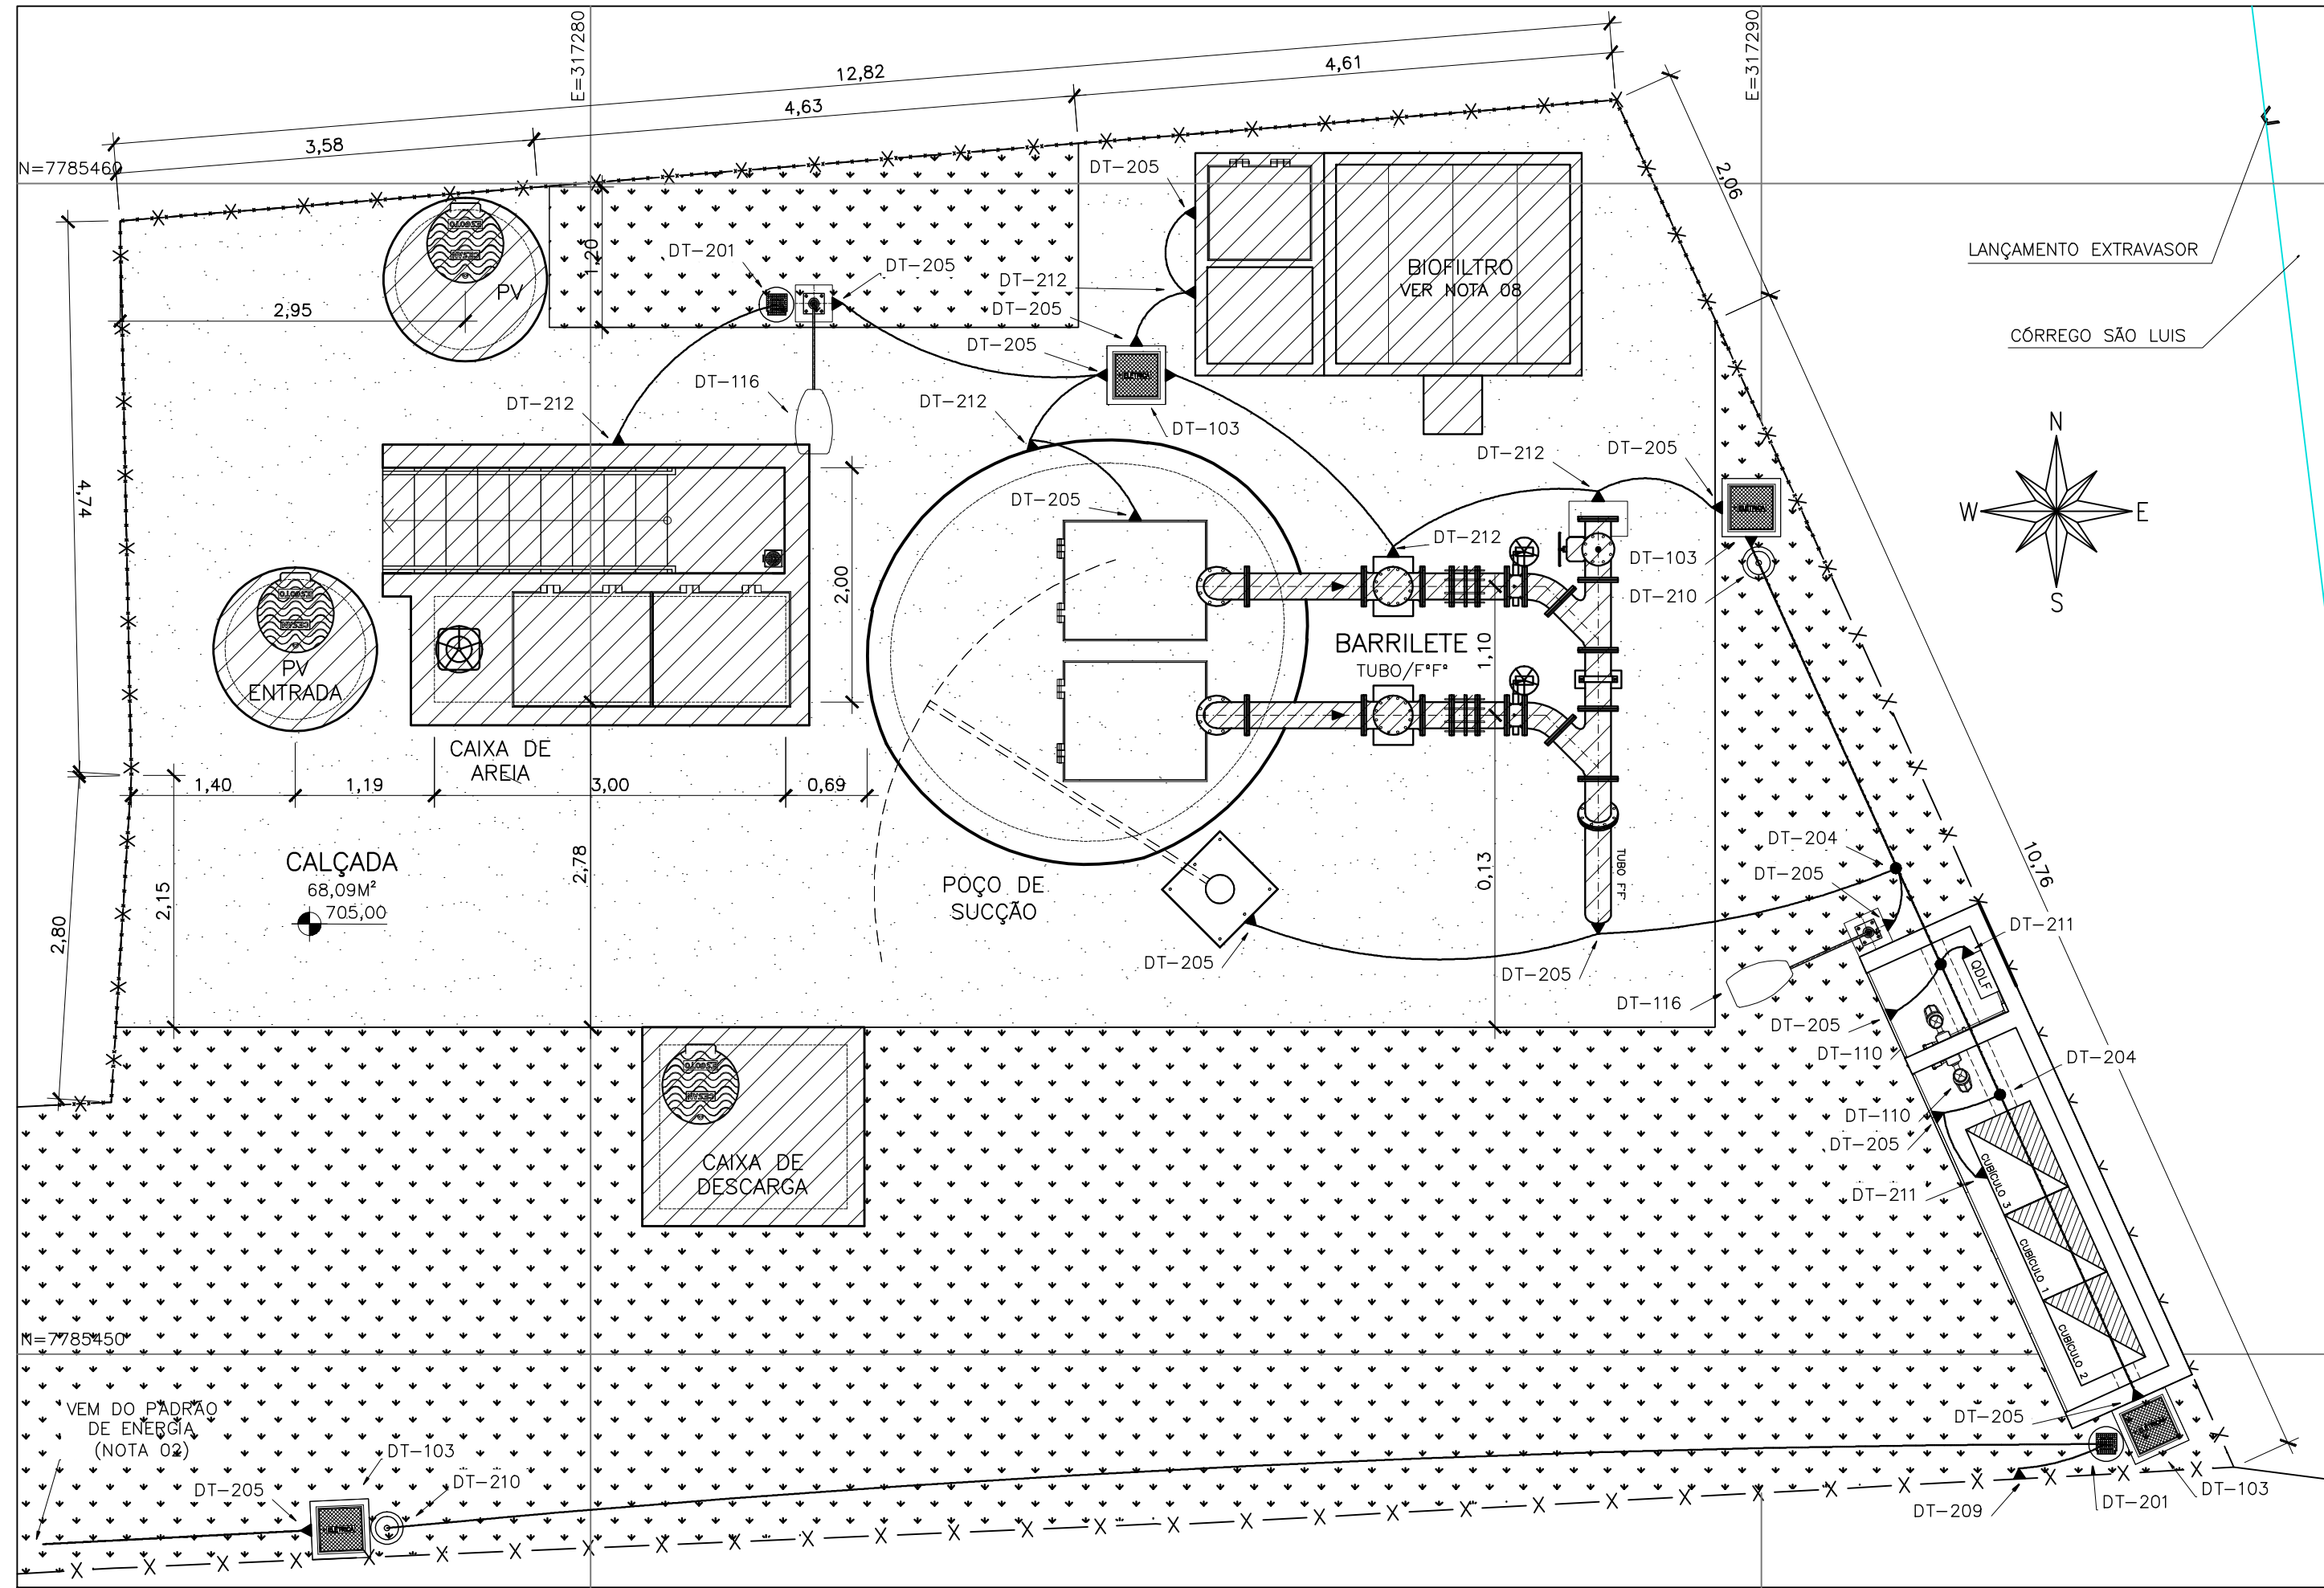 E=317280
E=317290
12,82
4,61
4,63
3,58
N=7785460
2,06
DT-205
LANÇAMENTO EXTRAVASOR
CÓRREGO SÃO LUIS
DT-201
DT-205
DT-212
DT-205
1,20
PV
2,95
BIOFILTRO
VER NOTA 08
DT-205
DT-116
DT-212
DT-212
DT-103
DT-212
DT-205
N
W
E
S
4,74
DT-205
DT-212
DT-103
DT-210
2,00
PV
ENTRADA
BARRILETE
TUBO/FºFº
1,10
CAIXA DE
AREIA
1,40
1,19
3,00
0,69
CALÇADA
68,09M²
705,00
2,15
2,80
2,78
POÇO DE
SUCÇÃO
0,13
DT-204
DT-205
10,76
DT-205
DT-205
DT-211
QDLF
DT-116
DT-205
DT-110
DT-204
DT-110
DT-205
DT-211
CUBÍCULO 3
CUBÍCULO 1
CUBÍCULO 2
CAIXA DE
DESCARGA
N=7785450
VEM DO PADRÃO
DE ENERGIA
(NOTA 02)
DT-103
DT-205
DT-210
DT-205
DT-103
DT-201
DT-209